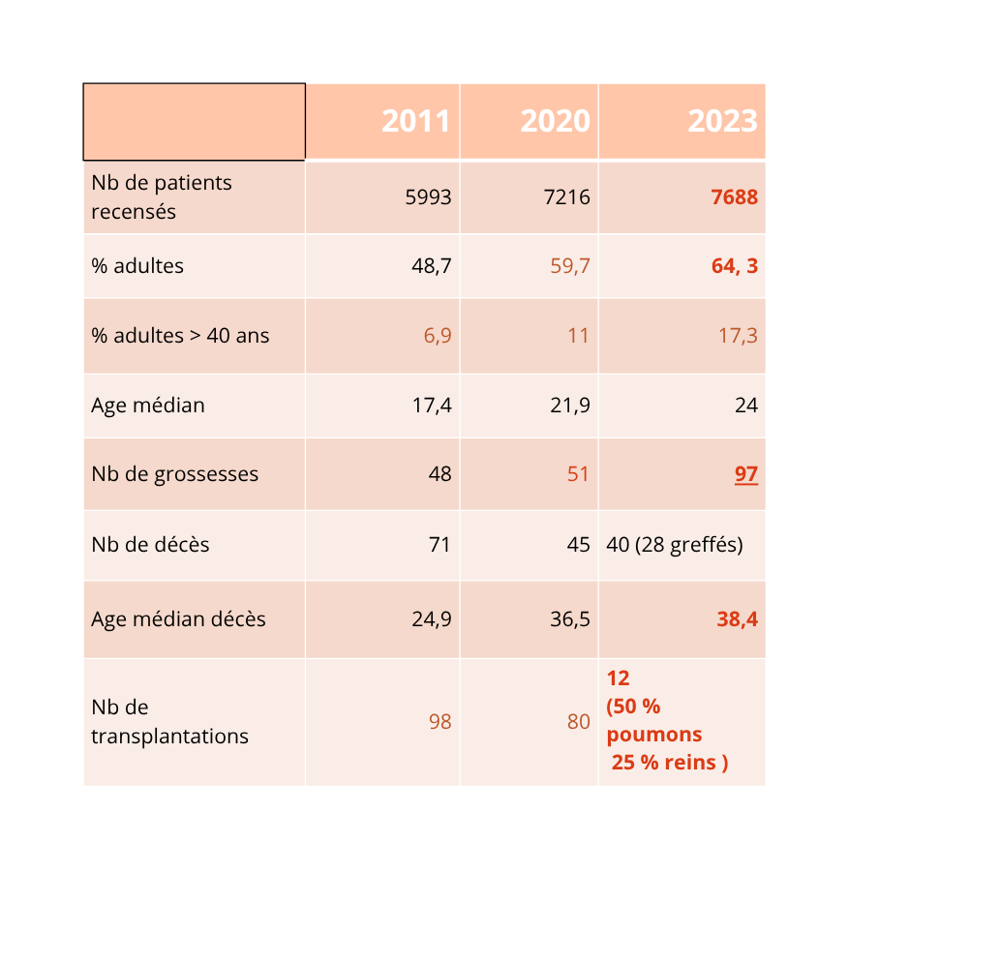 2011 2020 2023
Nb de patients
recensés 5993 7216 7688
% adultes 48,7 59,7 64, 3
% adultes > 40 ans 6,9 11 17,3
Age médian 17,4 21,9 24
Nb de grossesses 48 51 97
Nb de décès 71 45 40 (28 greffés)
Age médian décès 24,9 36,5 38,4
Nb de
transplantations 98 80
12
(50 %
poumons
25 % reins )